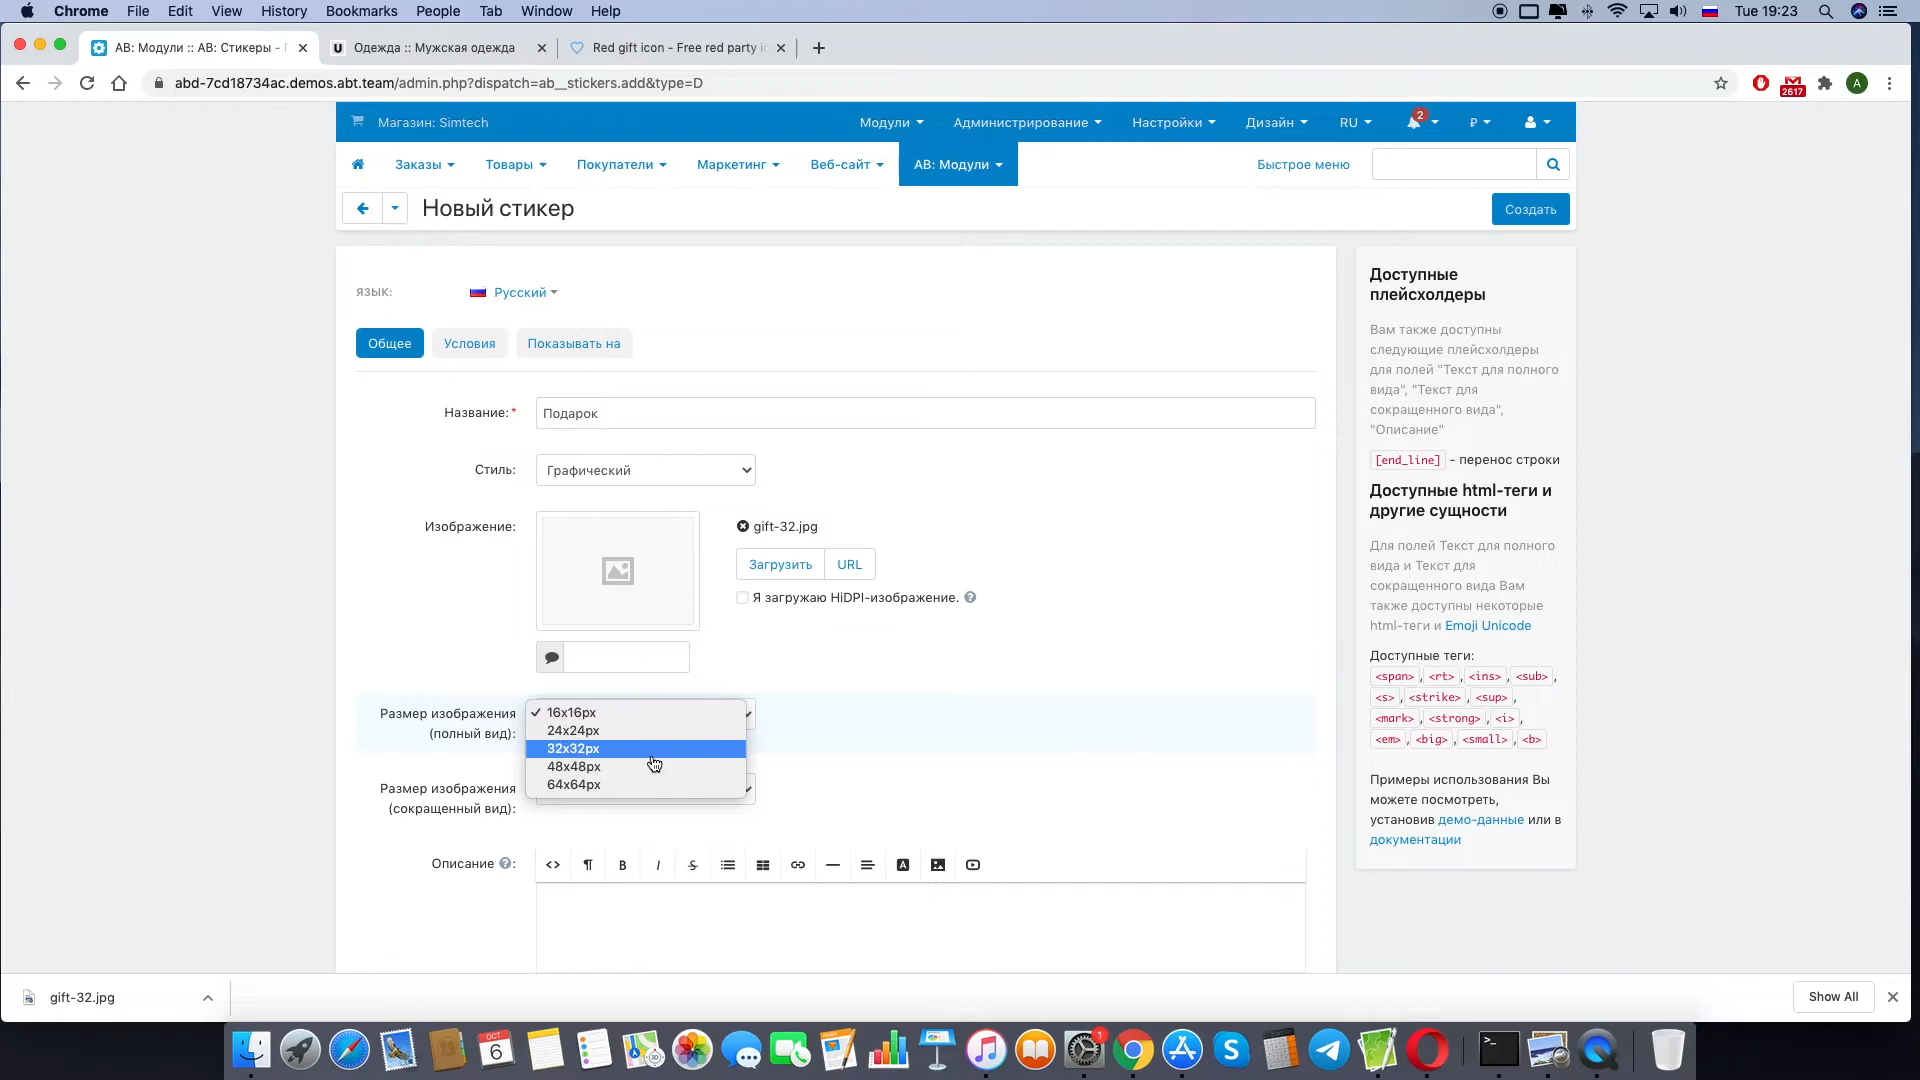 Chrome File Edit View History Bookmarks People Tab Window Help Tue 19:23
АВ: Модули :: АВ: Стикеры - Одежда :: Мужская одежда Red gift icon - Free red party
abd-7cd18734ac.demos.abt.team/admin.php?dispatch=ab__stickers.add&type=D
2617
A
Магазин: Simtech Модули Администрирование Настройки Дизайн RU 2 ₽
Заказы Товары Покупатели Маркетинг Веб-сайт АВ: Модули Быстрое меню
Новый стикер Создать
ЯЗЫК: Русский
Общее Условия Показывать на
Название:* Подарок
Стиль: Графический
Изображение: gift-32.jpg
Загрузить URL
Я загружаю HiDPI-изображение.
Размер изображения
(полный вид):
16x16px
24x24px
32x32px
48x48px
64x64px
Размер изображения
(сокращенный вид):
Описание :
Доступные
плейсхолдеры
Вам также доступны
следующие плейсхолдеры
для полей "Текст для полного
вида", "Текст для
сокращенного вида",
"Описание"
[end_line] - перенос строки
Доступные html-теги и
другие сущности
Для полей Текст для полного
вида и Текст для
сокращенного вида Вам
также доступны некоторые
html-теги и Emoji Unicode
Доступные теги:
<span>, <rt>, <ins>, <sub>,
<s>, <strike>, <sup>,
<mark>, <strong>, <i>,
<em>, <big>, <small>, <b>
Примеры использования Вы
можете посмотреть,
установив демо-данные или в
документации
gift-32.jpg Show All
OCT
6
1